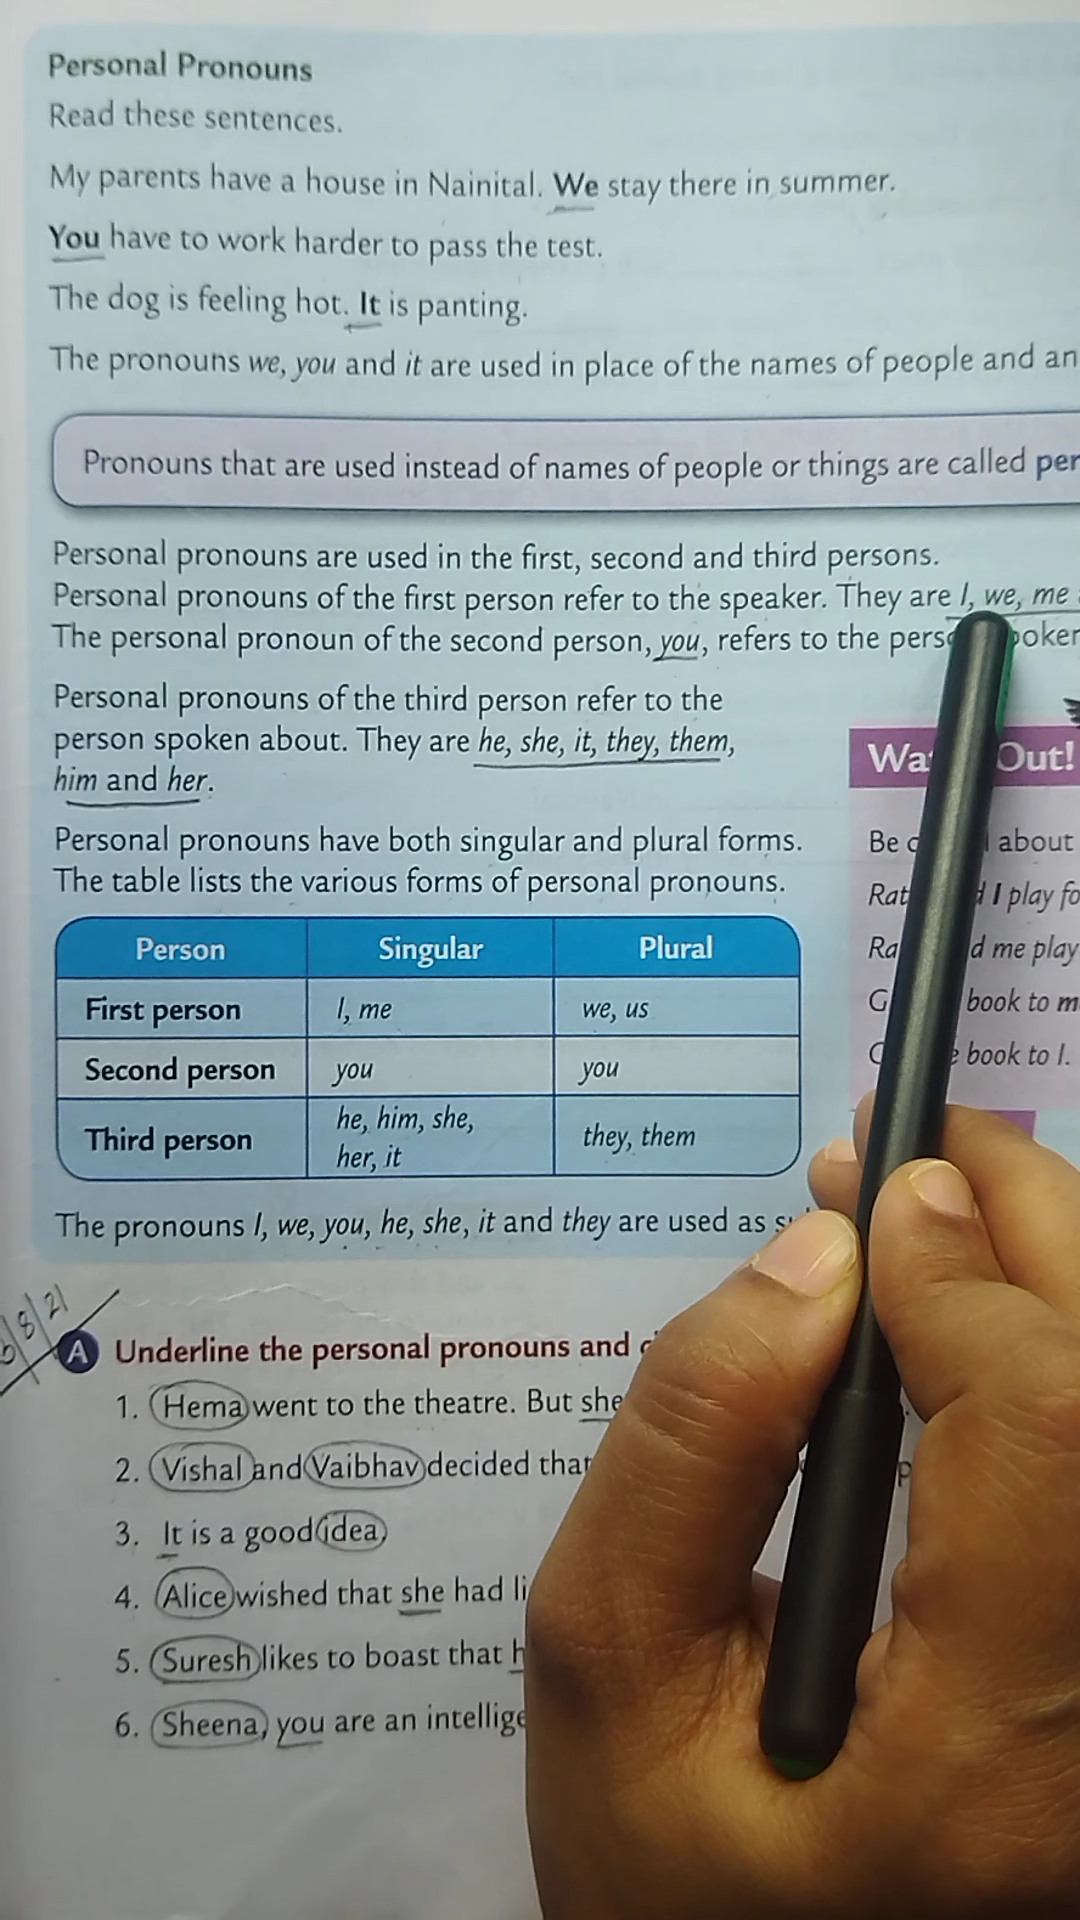 Personal Pronouns
Read these sentences.
My parents have a house in Nainital. We stay there in summer.
You have to work harder to pass the test.
The dog is feeling hot. It is panting.
The pronouns we, you and it are used in place of the names of people and an
Pronouns that are used instead of names of people or things are called per
Personal pronouns are used in the first, second and third persons.
Personal pronouns of the first person refer to the speaker. They are I, we, me
The personal pronoun of the second person, you, refers to the pers poken
Personal pronouns of the third person refer to the
person spoken about. They are he, she, it, they, them,
him and her.
Personal pronouns have both singular and plural forms.
The table lists the various forms of personal pronouns.
Person Singular Plural
First person I, me we, us
Second person you you
Third person he, him, she, they, them
her, it
Wa Out!
Be c about
Rat I play fo
Ra d me play
G book to m
book to I.
The pronouns I, we, you, he, she, it and they are used as
8/21
A Underline the personal pronouns and
1. Hema went to the theatre. But she
2. Vishal and Vaibhav decided that
3. It is a good idea
4. Alice wished that she had li
5. Suresh likes to boast that h
6. Sheena, you are an intellige